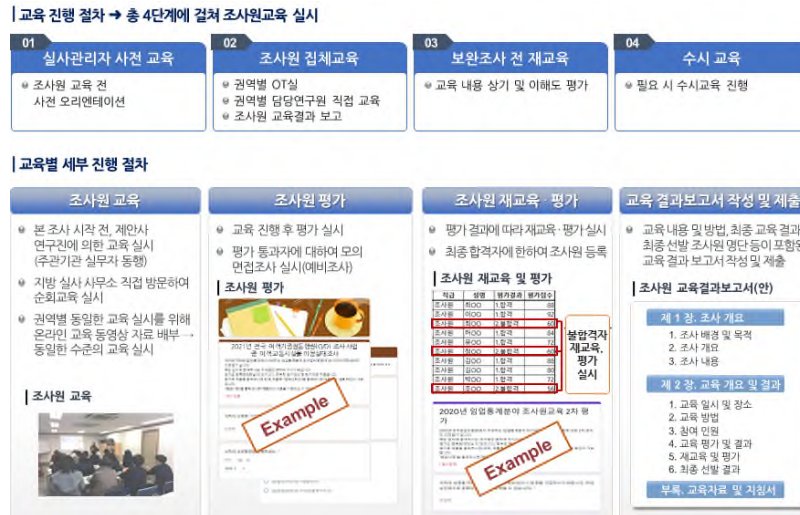 교육 진행 절차 → 총 4단계에 걸쳐 조사원교육 실시
01
실사관리자 사전 교육
조사원 교육 전
사전 오리엔테이션
02
조사원 집체교육
권역별 OT실
권역별 담당연구원 직접 교육
조사원 교육결과 보고
03
보완조사 전 재교육
교육 내용 상기 및 이해도 평가
04
수시 교육
필요 시 수시교육 진행
교육별 세부 진행 절차
조사원 교육
본 조사 시작 전, 제안사
연구진에 의한 교육 실시
(주관기관 실무자 동행)
지방 실사 사무소 직접 방문하여
순회교육 실시
권역별 동일한 교육 실시를 위해
온라인 교육 동영상 자료 배부 →
동일한 수준의 교육 실시
조사원 교육
조사원 평가
교육 진행 후 평가 실시
평가 통과자에 대하여 모의
면접조사 실시(예비조사)
조사원 평가
Example
조사원 재교육 · 평가
평가 결과에 따라 재교육 · 평가 실시
최종 합격자에 한하여 조사원 등록
조사원 재교육 및 평가
직급 성명 평가결과 평가점수
불합격자
재교육,
평가
실시
2020년 임업통계분야 조사원교육 2차 평
가
Example
교육 결과보고서 작성 및 제출
교육 내용 및 방법, 최종 교육 결과
최종 선발 조사원 명단 등이 포함된
교육 결과 보고서 작성 및 제출
조사원 교육결과보고서(안)
제 1 장. 조사 개요
1. 조사 배경 및 목적
2. 조사 개요
3. 조사 내용
제 2 장. 교육 개요 및 결과
1. 교육 일시 및 장소
2. 교육 방법
3. 참여 인원
4. 교육 평가 및 결과
5. 재교육 및 평가
6. 최종 선발 결과
부록. 교육자료 및 지침서